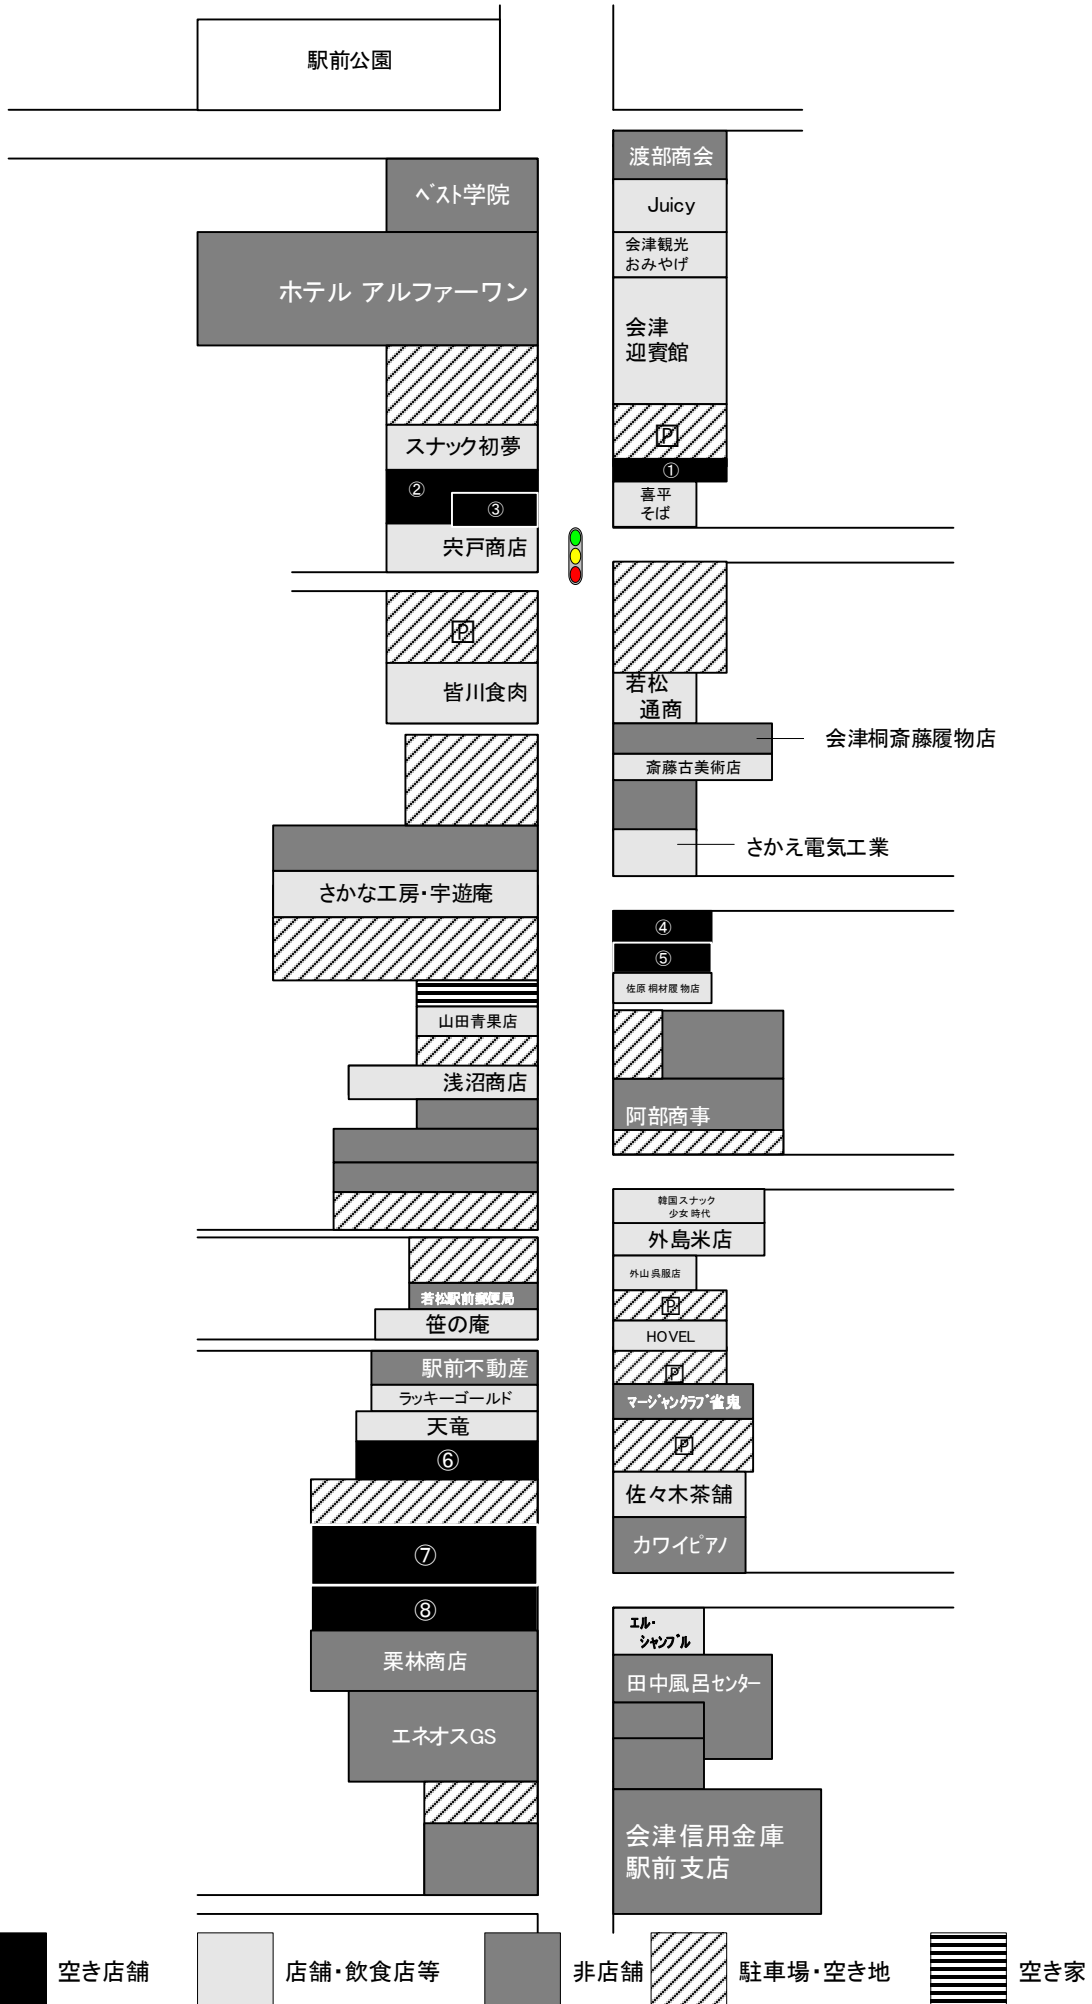 駅前公園
渡部商会
ベスト学院
Juicy
会津観光
おみやげ
ホテル アルファーワン
会津
迎賓館
P
スナック初夢
①
②
③
喜平
そば
宍戸商店
P
皆川食肉
若松
通商
会津桐斎藤履物店
斎藤古美術店
さかえ電気工業
さかな工房・宇遊庵
④
⑤
佐原桐材履物店
山田青果店
浅沼商店
阿部商事
韓国スナック
少女時代
外島米店
外山呉服店
P
若松駅前郵便局
笹の庵
HOVEL
駅前不動産
P
ラッキーゴールド
マージャンクラブ雀鬼
天竜
P
⑥
佐々木茶舗
⑦
カワイピアノ
⑧
エル・
シャンブル
栗林商店
田中風呂センター
エネオスGS
会津信用金庫
駅前支店
空き店舗
店舗・飲食店等
非店舗
駐車場・空き地
空き家